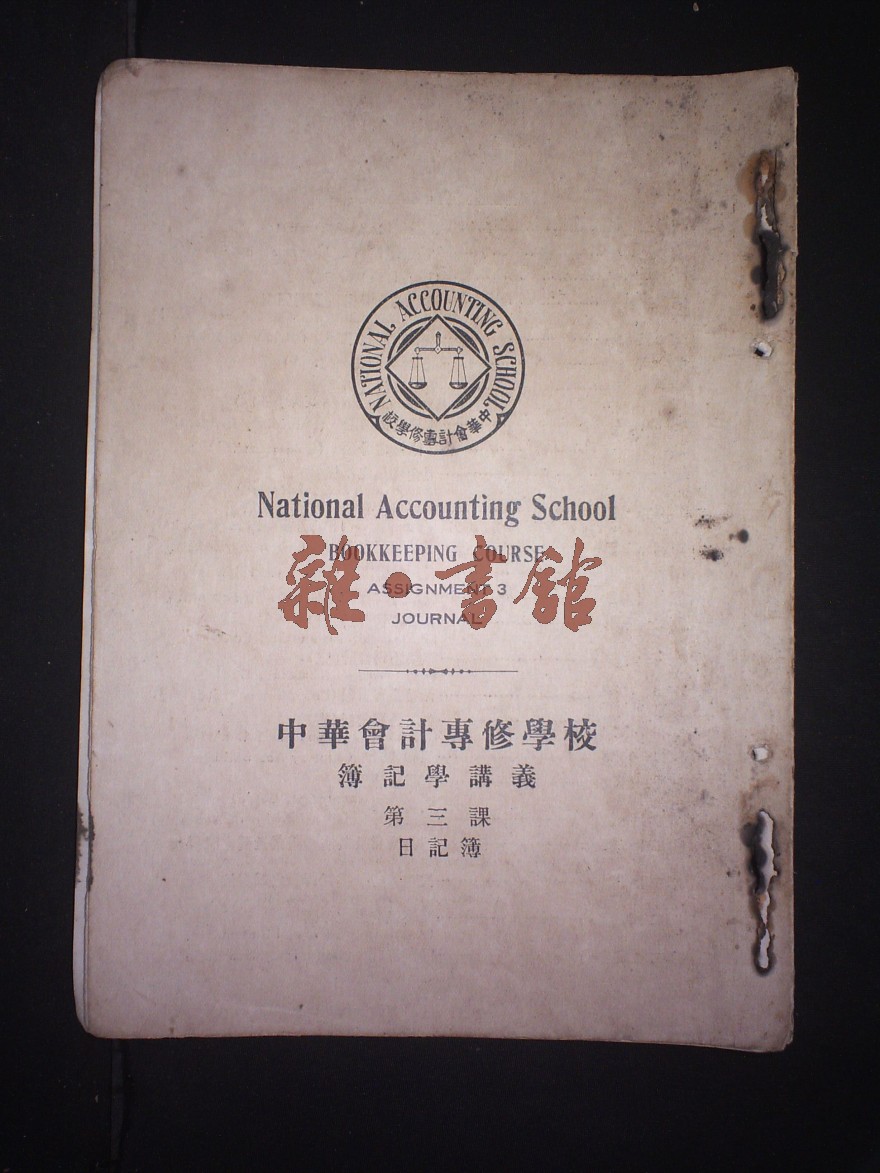 NATIONAL ACCOUNTING SCHOOL
中華會計專修學校
National Accounting School
BOOKKEEPING COURSE
雜·書館
ASSIGNMENT 3
JOURNAL
中華會計專修學校
簿記學講義
第三課
日記簿